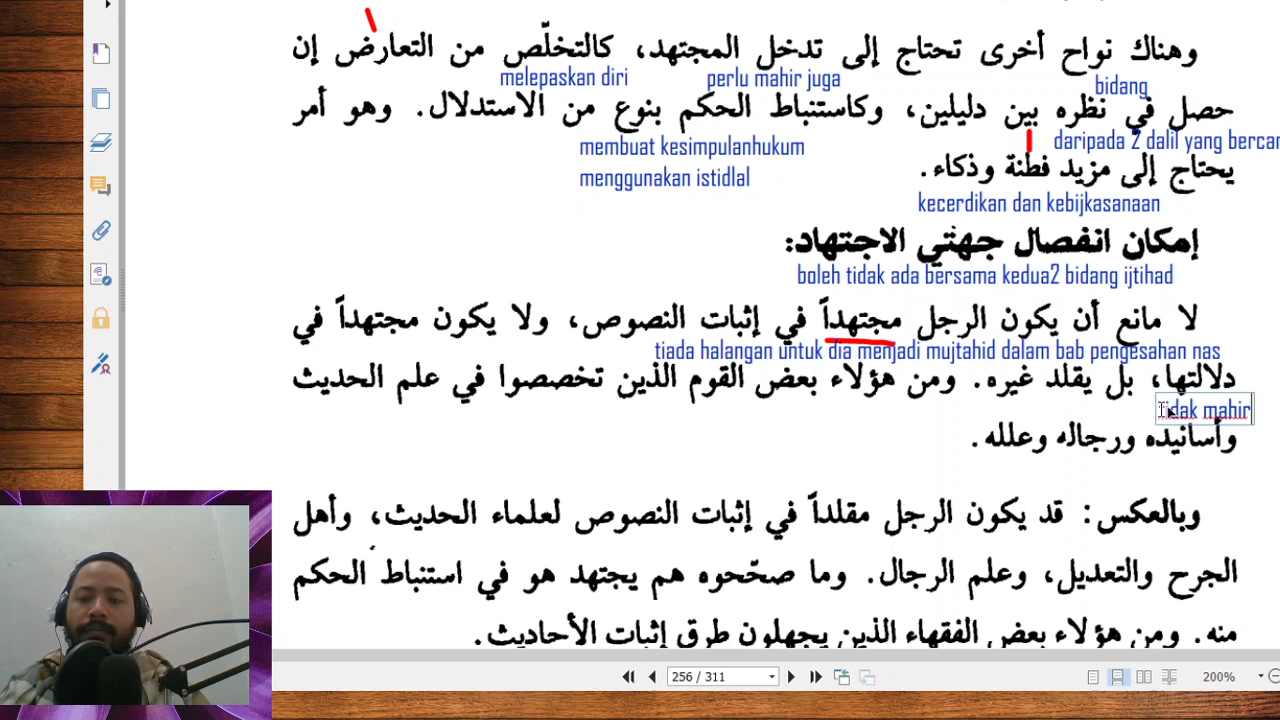 وهناك نواح أخرى تحتاج إلى تدخل المجتهد، كالتخلّص من التعارض إن
melepaskan diri perlu mahir juga bidang
حصل في نظره بين دليلين، وكاستنباط الحكم بنوع من الاستدلال. وهو أمر
membuat kesimpulanhukum daripada 2 dalil yang bercan
يحتاج إلى مزيد فطنة وذكاء.
menggunakan istidlal
kecerdikan dan kebijkasanaan
إمكان انفصال جهتي الاجتهاد:
boleh tidak ada bersama kedua2 bidang ijtihad
لا مانع أن يكون الرجل مجتهداً في إثبات النصوص، ولا يكون مجتهداً في
tiada halangan untuk dia menjadi mujtahid dalam bab pengesahan nas
دلالتها، بل يقلد غيره. ومن هؤلاء بعض القوم الذين تخصصوا في علم الحديث
tidak mahir
وأسانيده ورجاله وعلله.
وبالعكس: قد يكون الرجل مقلداً في إثبات النصوص لعلماء الحديث، وأهل
الجرح والتعديل، وعلم الرجال. وما صحّحوه هم يجتهد هو في استنباط الحكم
منه. ومن هؤلاء بعض الفقهاء الذين يجهلون طرق إثبات الأحاديث.
256 / 311
200%